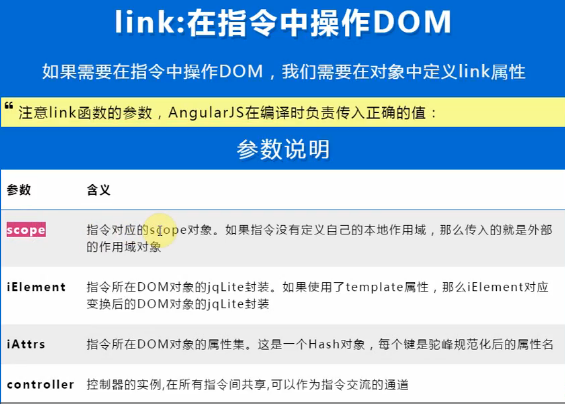 link:在指令中操作DOM
如果需要在指令中操作DOM，我们需要在对象中定义link属性
❝ 注意link函数的参数，AngularJS在编译时负责传入正确的值：
参数说明
参数 含义
scope 指令对应的scope对象。如果指令没有定义自己的本地作用域，那么传入的就是外部
的作用域对象
iElement 指令所在DOM对象的jqLite封装。如果使用了template属性，那么iElement对应
变换后的DOM对象的jqLite封装
iAttrs 指令所在DOM对象的属性集。这是一个Hash对象，每个键是驼峰规范化后的属性名
controller 控制器的实例,在所有指令间共享,可以作为指令交流的通道